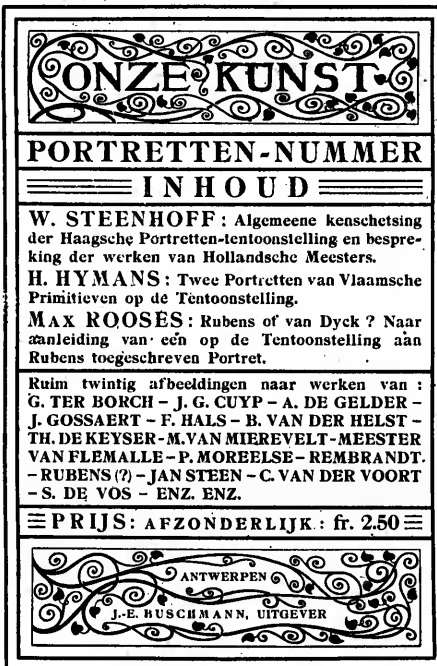 ONZE KUNST
PORTRETTEN-NUMMER
INHOUD
W. STEENHOFF: Algemeene kenschetsing
der Haagsche Portretten-tentoonstelling en bespre-
king der werken van Hollandsche Meesters.
H. HYMANS: Twee Portretten van Vlaamsche
Primitieven op de Tentoonstelling.
MAX ROOSES: Rubens of van Dyck? Naar
aanleiding van een op de Tentoonstelling aan
Rubens toegeschreven Portret.
Ruim twintig afbeeldingen naar werken van :
G. TER BORCH – J. G. CUYP – A. DE GELDER –
J. GOSSAERT – F. HALS – B. VAN DER HELST –
TH. DE KEYSER - M. VAN MIEREVELT - MEESTER
VAN FLEMALLE – P. MOREELSE – REMBRANDT.
– RUBENS (?) – JAN STEEN – C. VAN DER VOORT
– S. DE VOS – ENZ. ENZ.
PRIJS: AFZONDERLIJK: fr. 2.50
ANTWERPEN
J.-E. BUSCHMANN, UITGEVER